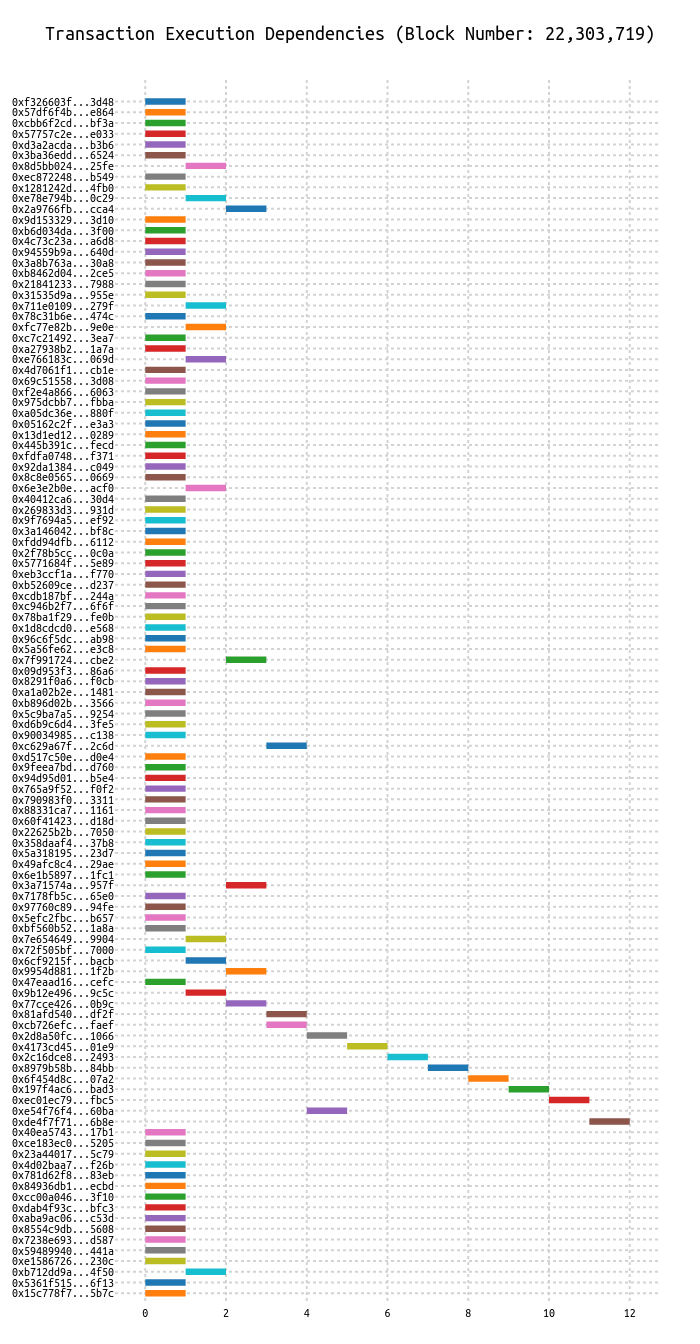 Transaction Execution Dependencies (Block Number: 22,303,719)
0xf326603f...3d48
0x57df6f4b...e864
0xcbb6f2cd...bf3a
0x57757c2e...e033
0xd3a2acda...b3b6
0x3ba36edd...6524
0x8d5bb024...25fe
0xec872248...b549
0x1281242d...4fb0
0xe78e794b...0c29
0x2a9766fb...cca4
0x9d153329...3d10
0xb6d034da...3f00
0x4c73c23a...a6d8
0x94559b9a...640d
0x3a8b763a...30a8
0xb8462d04...2ce5
0x21841233...7988
0x31535d9a...955e
0x711e0109...279f
0x78c31b6e...474c
0xfc77e82b...9e0e
0xc7c21492...3ea7
0xa27938b2...1a7a
0xe766183c...069d
0x4d7061f1...cb1e
0x69c51558...3d08
0xf2e4a866...6063
0x975dcbb7...fbba
0xa05dc36e...880f
0x05162c2f...e3a3
0x13d1ed12...0289
0x445b391c...fecd
0xfdfa0748...f371
0x92da1384...c049
0x8c8e0565...0669
0x6e3e2b0e...acf0
0x40412ca6...30d4
0x269833d3...931d
0x9f7694a5...ef92
0x3a146042...bf8c
0xfdd94dfb...6112
0x2f78b5cc...0c0a
0x5771684f...5e89
0xeb3ccf1a...f770
0xb52609ce...d237
0xcdb187bf...244a
0xc946b2f7...6f6f
0x78ba1f29...fe0b
0x1d8cdcd0...e568
0x96c6f5dc...ab98
0x5a56fe62...e3c8
0x7f991724...cbe2
0x09d953f3...86a6
0x8291f0a6...f0cb
0xa1a02b2e...1481
0xb896d02b...3566
0x5c9ba7a5...9254
0xd6b9c6d4...3fe5
0x90034985...c138
0xc629a67f...2c6d
0xd517c50e...d0e4
0x9feea7bd...d760
0x94d95d01...b5e4
0x765a9f52...f0f2
0x790983f0...3311
0x88331ca7...1161
0x60f41423...d18d
0x22625b2b...7050
0x358daaf4...37b8
0x5a318195...23d7
0x49afc8c4...29ae
0x6e1b5897...1fc1
0x3a71574a...957f
0x7178fb5c...65e0
0x97760c89...94fe
0x5efc2fbc...b657
0xbf560b52...1a8a
0x7e654649...9904
0x72f505bf...7000
0x6cf9215f...bacb
0x9954d881...1f2b
0x47eaad16...cefc
0x9b12e496...9c5c
0x77cce426...0b9c
0x81afd540...df2f
0xcb726efc...faef
0x2d8a50fc...1066
0x4173cd45...01e9
0x2c16dce8...2493
0x8979b58b...84bb
0x6f454d8c...07a2
0x197f4ac6...bad3
0xec01ec79...fbc5
0xe54f76f4...60ba
0xde4f7f71...6b8e
0x40ea5743...17b1
0xce183ec0...5205
0x23a44017...5c79
0x4d02baa7...f26b
0x781d62f8...83eb
0x84936db1...ecbd
0xcc00a046...3f10
0xdab4f93c...bfc3
0xaba9ac06...c53d
0x8554c9db...5608
0x7238e693...d587
0x59489940...441a
0xe1586726...230c
0xb712dd9a...4f50
0x5361f515...6f13
0x15c778f7...5b7c
0 2 4 6 8 10 12